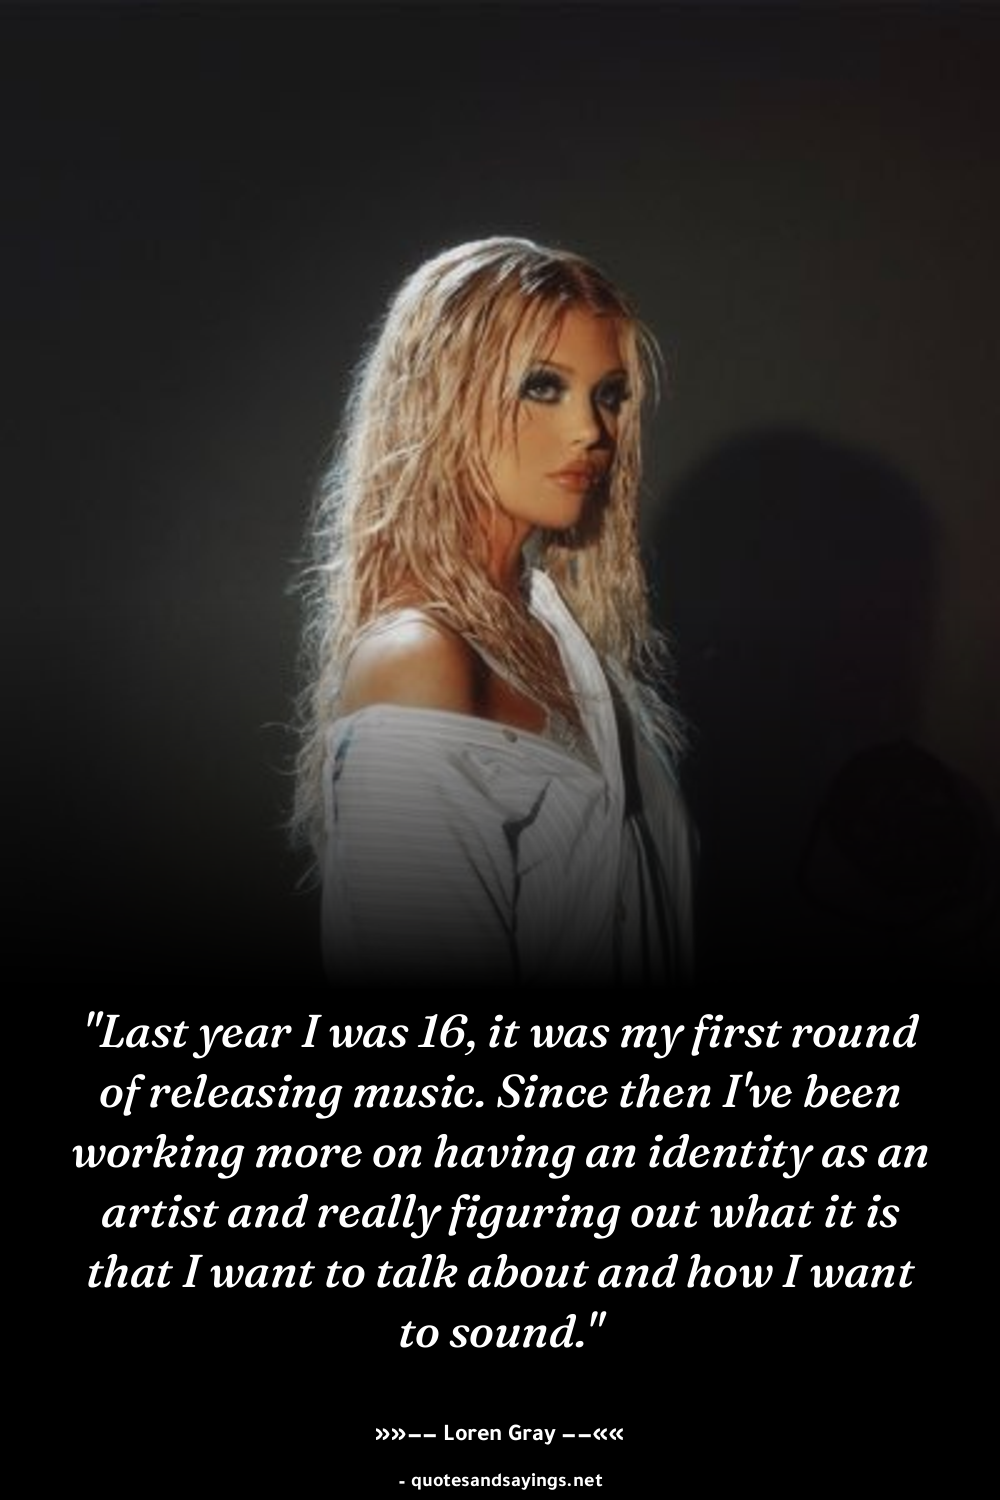 "Last year I was 16, it was my first round
of releasing music. Since then I've been
working more on having an identity as an
artist and really figuring out what it is
that I want to talk about and how I want
to sound."
»»−− Loren Gray −−««
- quotesandsayings.net